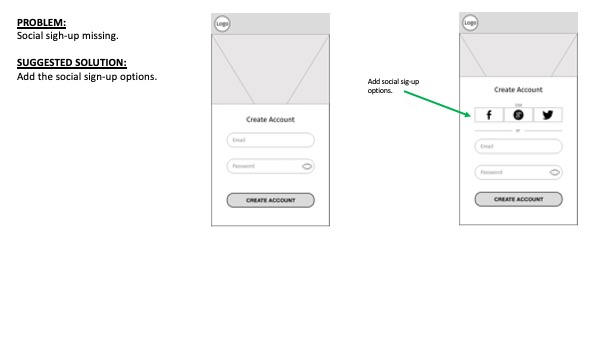 PROBLEM:
Social sigh-up missing.
SUGGESTED SOLUTION:
Add the social sign-up options.
Logo
Create Account
Email
Password
CREATE ACCOUNT
Add social sig-up
options.
Logo
Create Account
or
Email
Password
CREATE ACCOUNT